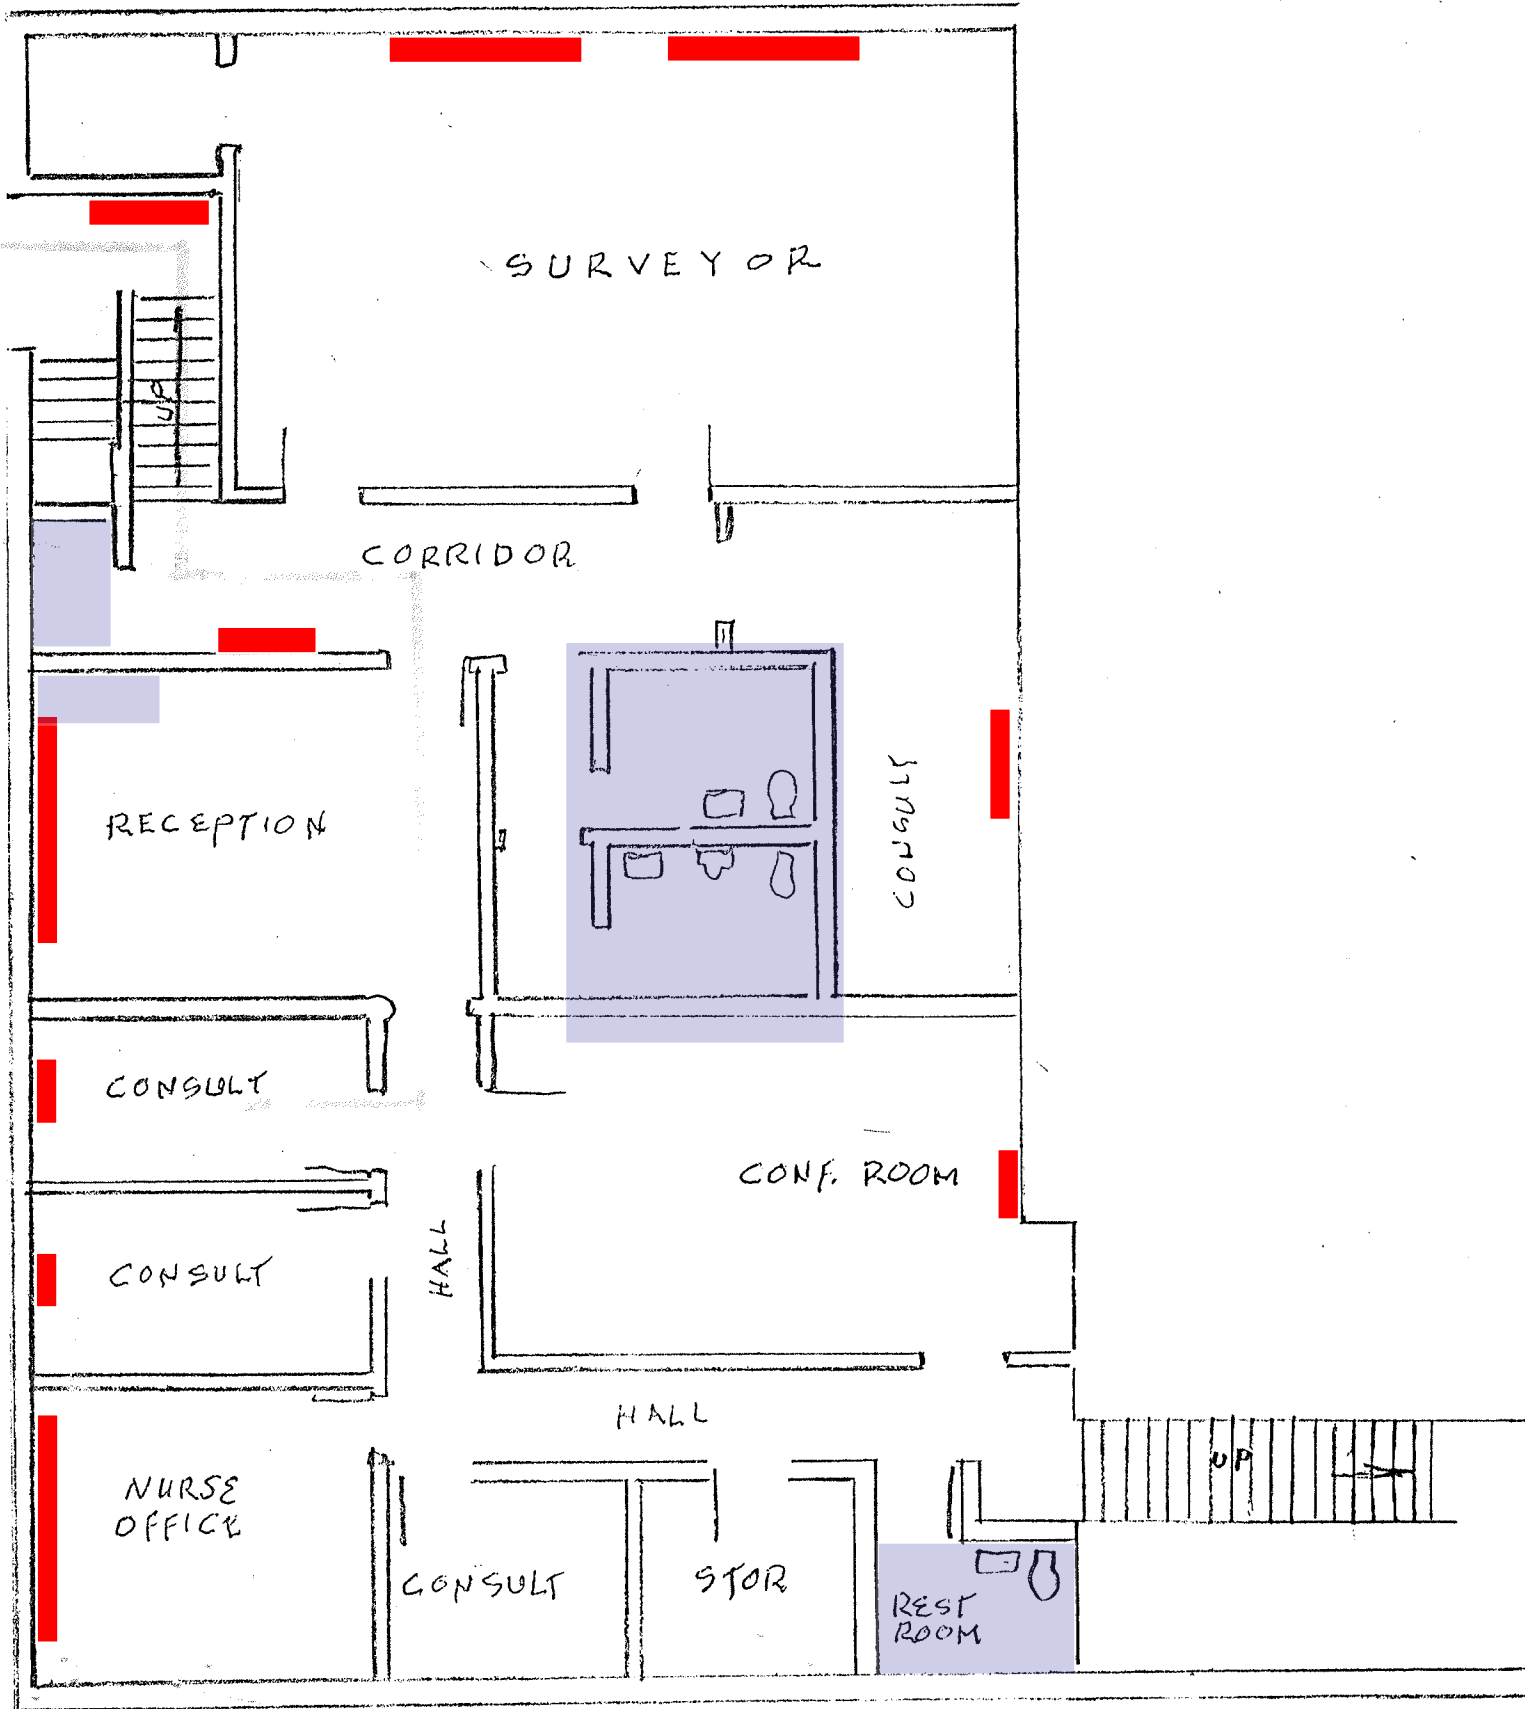 SURVEYOR
UP
CORRIDOR
RECEPTION
CONSULT
CONSULT
CONF. ROOM
CONSULT
HALL
HALL
UP
NURSE
OFFICE
CONSULT
STOR
REST
ROOM